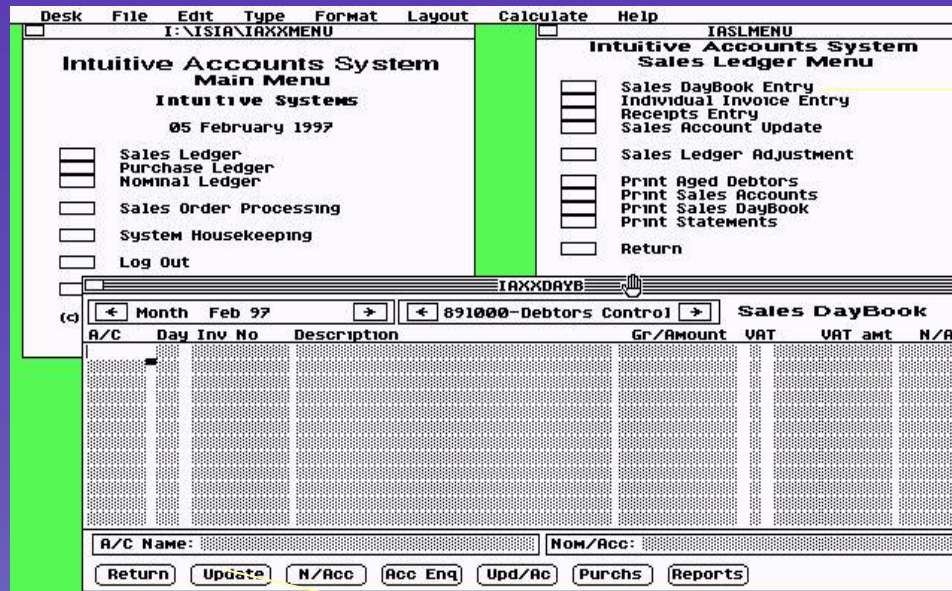 Desk File Edit Type Format Layout Calculate Help
I:\ISIA\IAXXMENU
Intuitive Accounts System
Main Menu
Intuitive Systems
05 February 1997
Sales Ledger
Purchase Ledger
Nominal Ledger
Sales Order Processing
System Housekeeping
Log Out
(c)
IASLMENU
Intuitive Accounts System
Sales Ledger Menu
Sales DayBook Entry
Individual Invoice Entry
Receipts Entry
Sales Account Update
Sales Ledger Adjustment
Print Aged Debtors
Print Sales Accounts
Print Sales DayBook
Print Statements
Return
IAXXDAYB
← Month Feb 97 → ← 891000-Debtors Control → Sales DayBook
A/C Day Inv No Description Gr/Amount VAT VAT amt N/A
A/C Name: Nom/Acc:
Return Update N/Acc Acc Enq Upd/Ac Purchs Reports